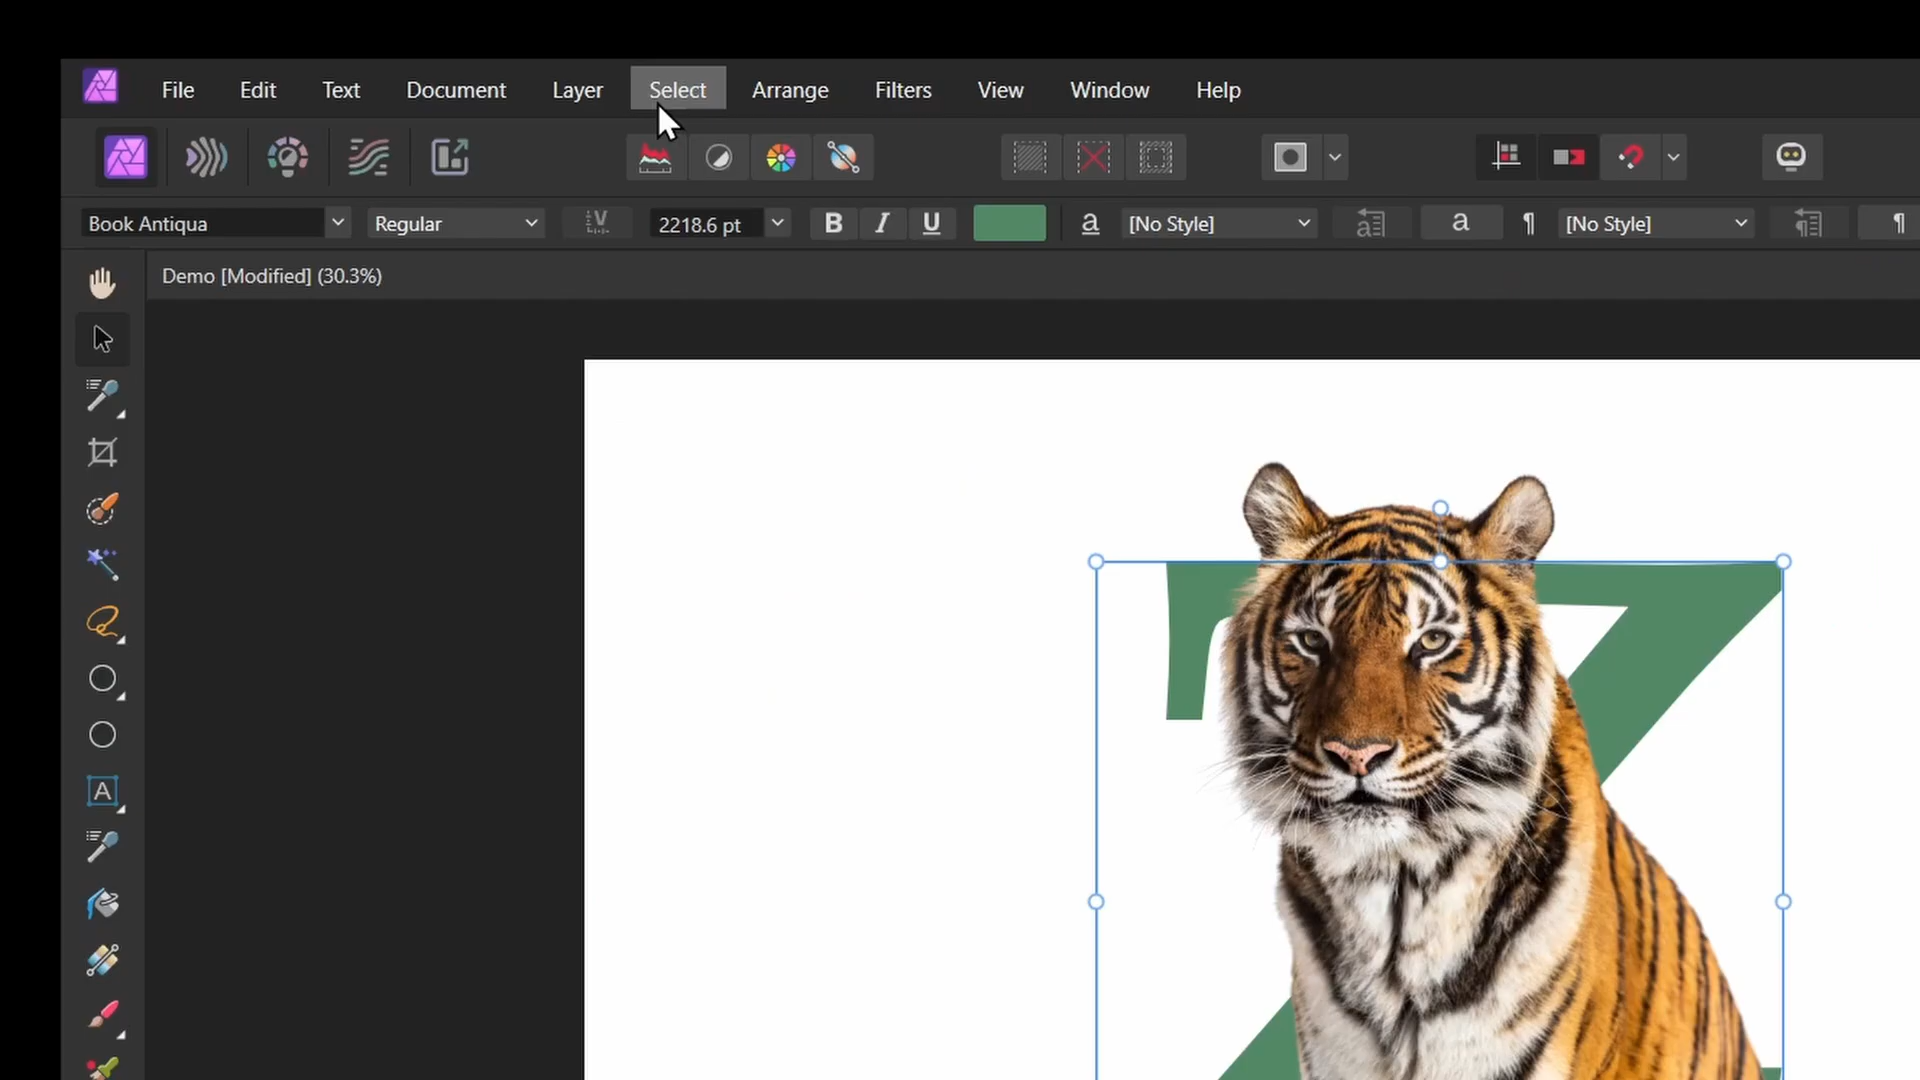 File Edit Text Document Layer Select Arrange Filters View Window Help
Book Antiqua Regular V 2218.6 pt B I U a [No Style] a a ¶ [No Style] ¶ ¶
Demo [Modified] (30.3%)
Z
A